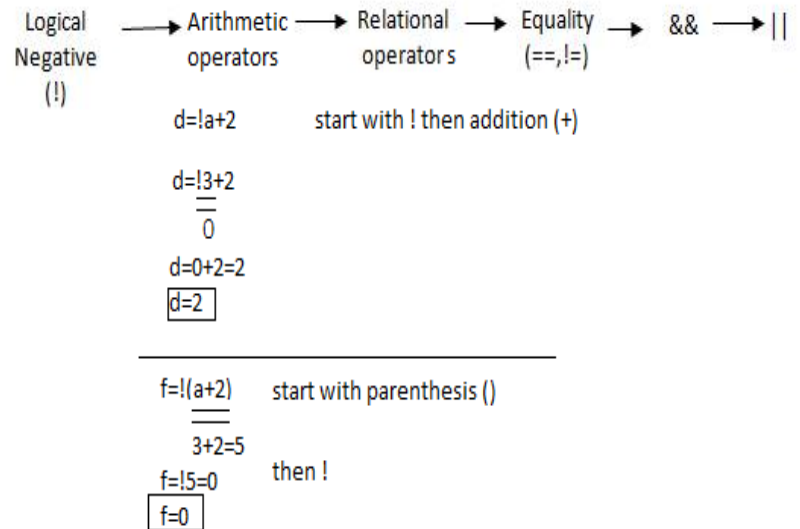 Logical Negative (!) → Arithmetic operators → Relational operators → Equality (==,!=) → && → ||
d=!a+2 start with ! then addition (+)
d=!3+2
0
d=0+2=2
d=2
f=!(a+2) start with parenthesis ()
3+2=5
f=!5=0 then !
f=0